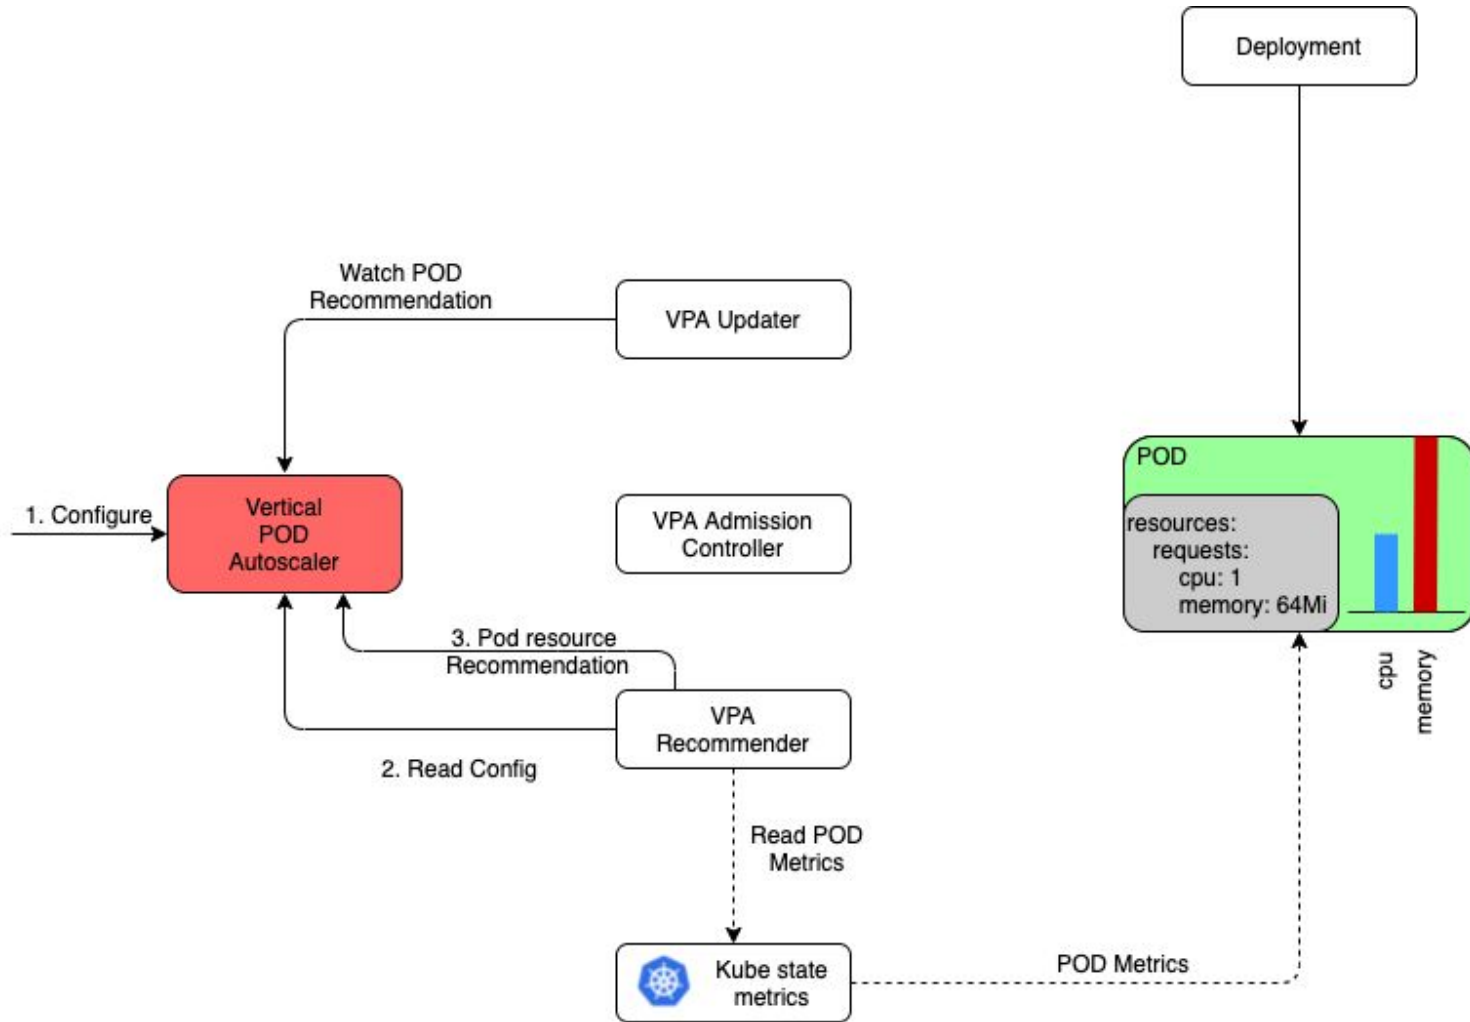 Deployment
Watch POD
Recommendation
VPA Updater
POD
1. Configure
Vertical
POD
Autoscaler
VPA Admission
Controller
resources:
requests:
cpu: 1
memory: 64Mi
cpu
memory
3. Pod resource
Recommendation
VPA
Recommender
2. Read Config
Read POD
Metrics
Kube state
metrics
POD Metrics